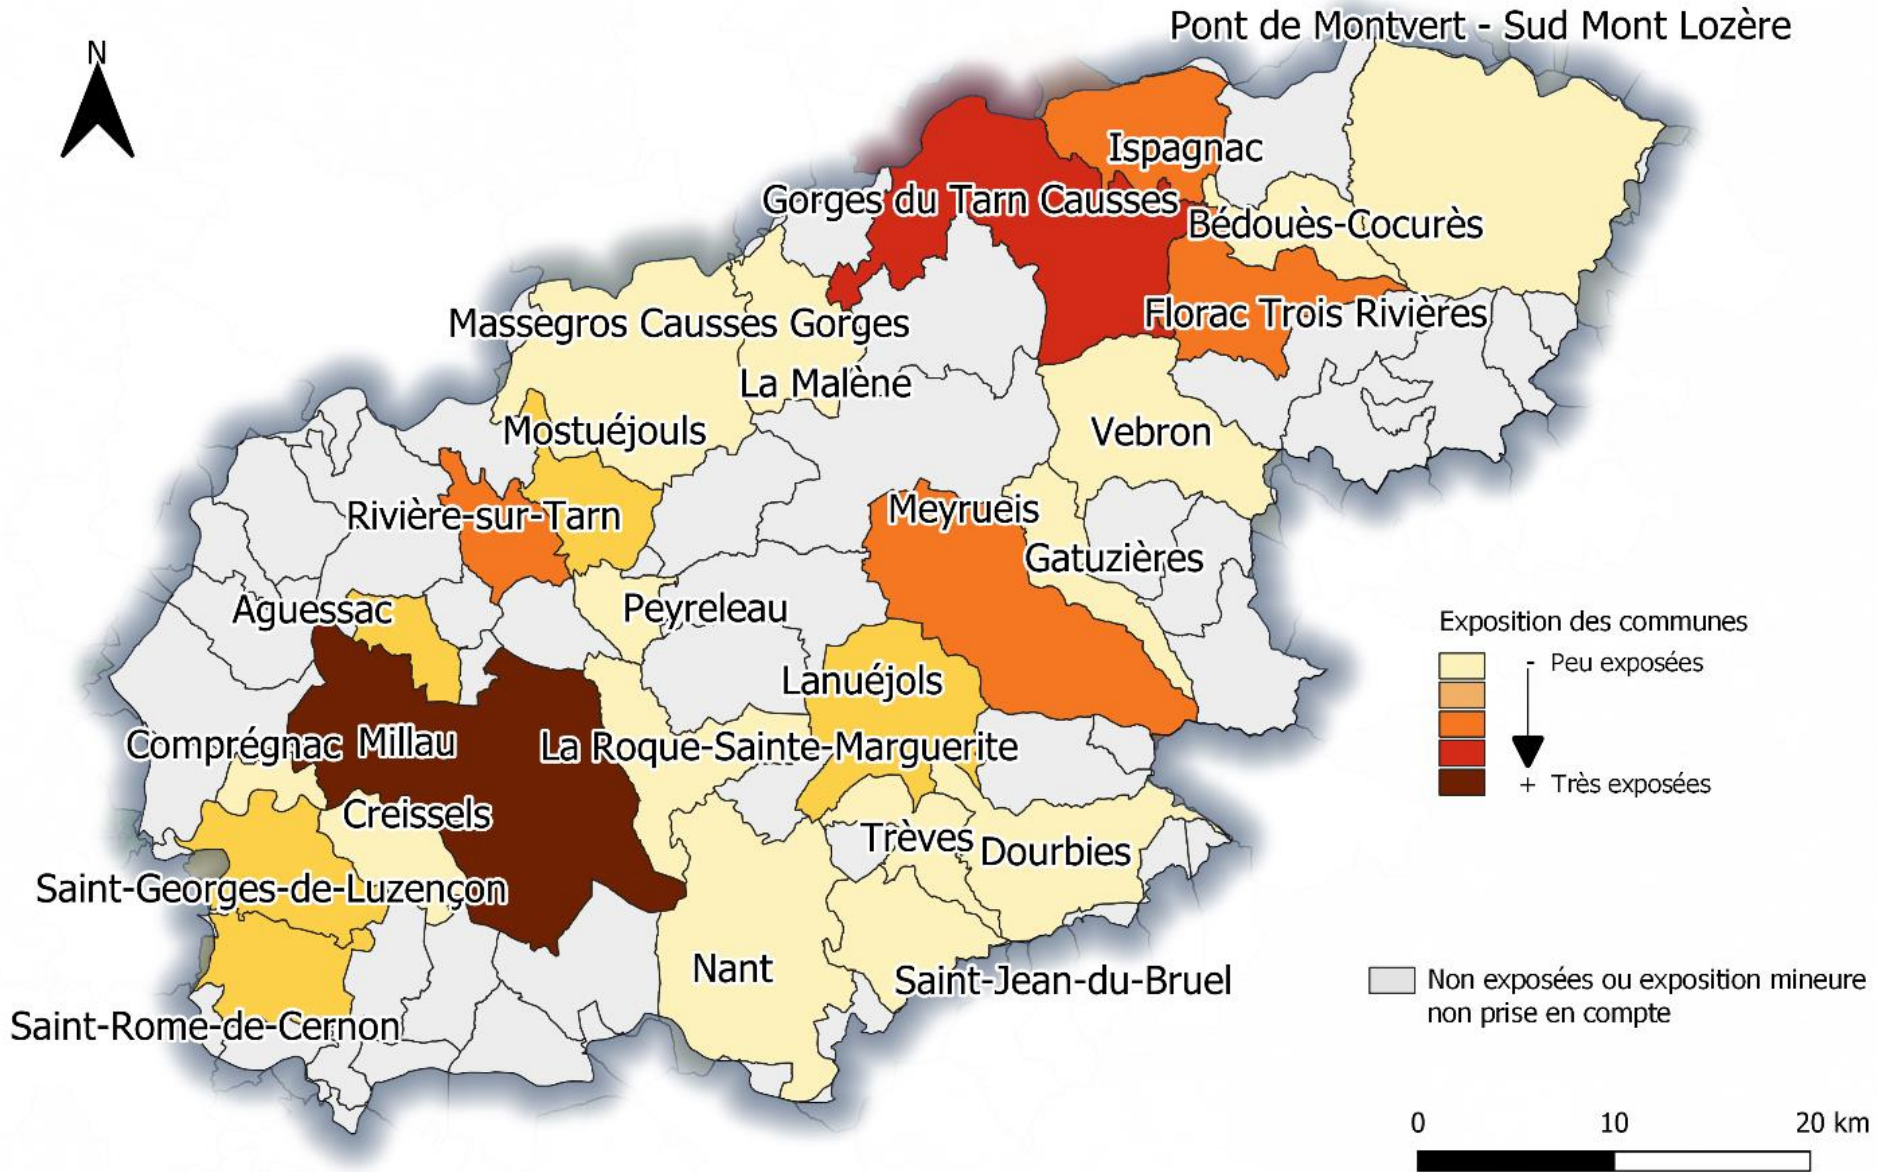 Pont de Montvert - Sud Mont Lozère
N
Ispagnac
Gorges du Tarn Causses
Bédouès-Cocurès
Florac Trois Rivières
Massegros Causses Gorges
La Malène
Mostuéjouls
Vebron
Rivière-sur-Tarn
Meyrueis
Gatuzières
Aguessac
Peyreleau
Lanuéjols
Comprégnac
Millau
La Roque-Sainte-Marguerite
Creissels
Trèves
Dourbies
Saint-Georges-de-Luzençon
Nant
Saint-Jean-du-Bruel
Saint-Rome-de-Cernon
Exposition des communes
- Peu exposées
+ Très exposées
Non exposées ou exposition mineure
non prise en compte
0 10 20 km